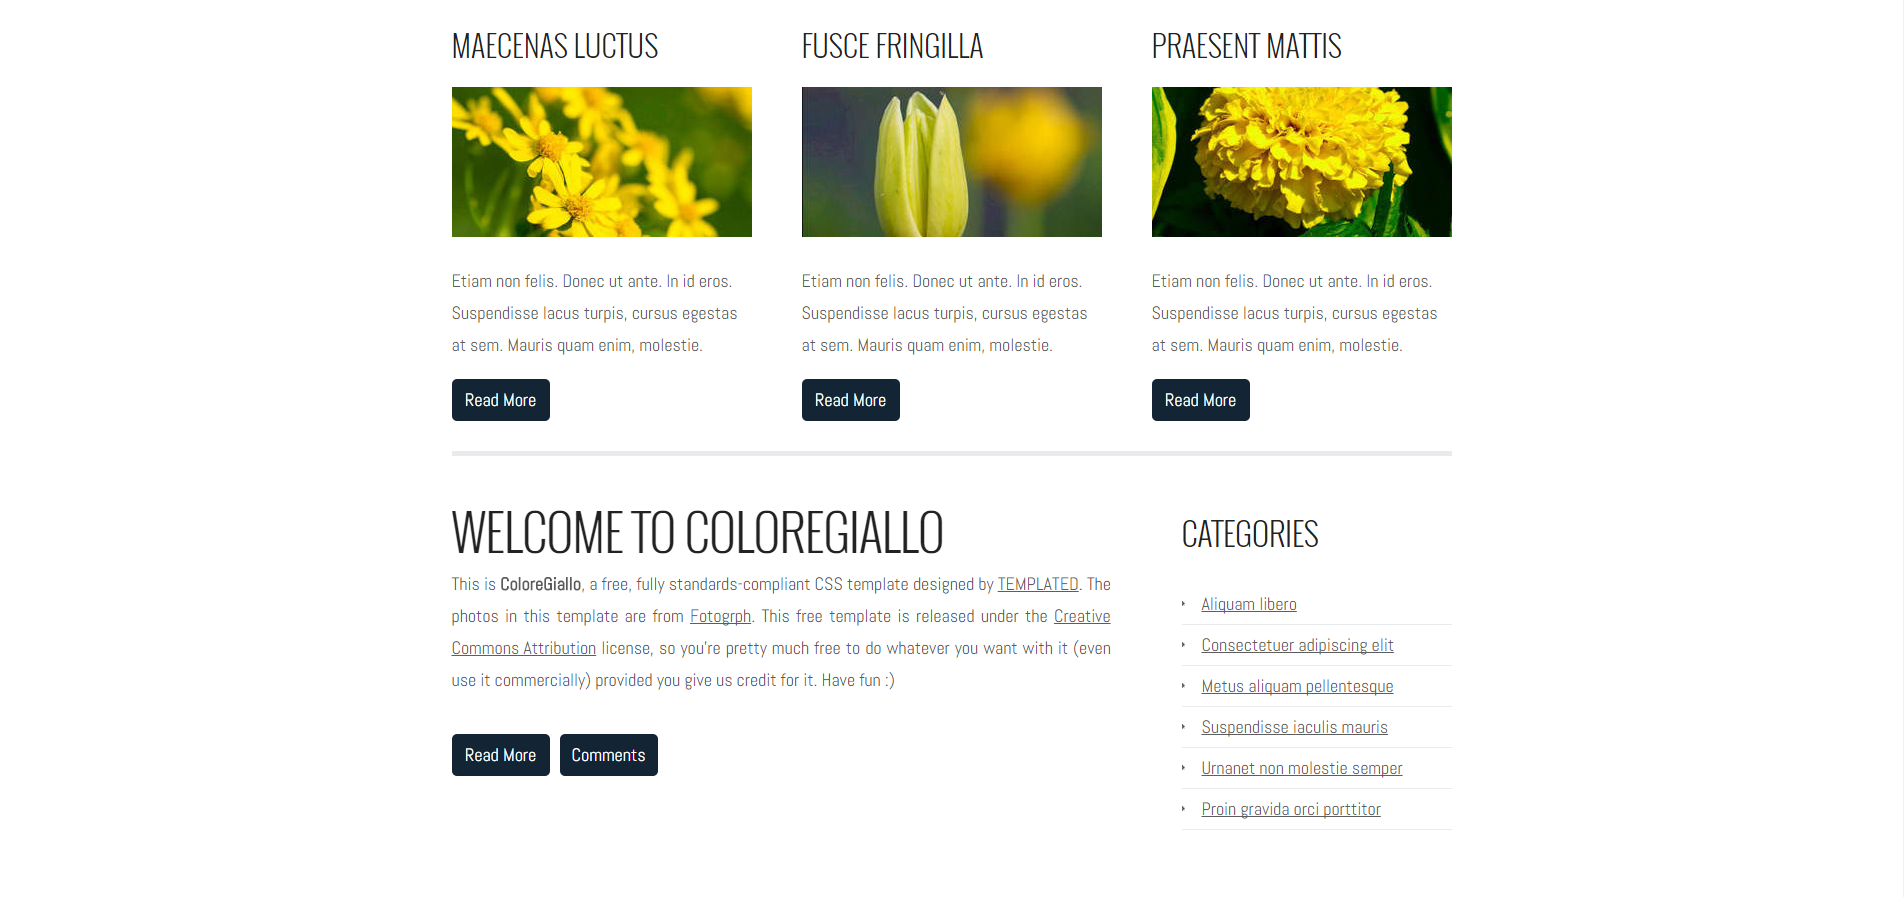 MAECENAS LUCTUS
Etiam non felis. Donec ut ante. In id eros.
Suspendisse lacus turpis, cursus egestas
at sem. Mauris quam enim, molestie.
Read More
FUSCE FRINGILLA
Etiam non felis. Donec ut ante. In id eros.
Suspendisse lacus turpis, cursus egestas
at sem. Mauris quam enim, molestie.
Read More
PRAESENT MATTIS
Etiam non felis. Donec ut ante. In id eros.
Suspendisse lacus turpis, cursus egestas
at sem. Mauris quam enim, molestie.
Read More
WELCOME TO COLOREGIALLO
This is ColoreGiallo, a free, fully standards-compliant CSS template designed by TEMPLATED. The
photos in this template are from Fotogrph. This free template is released under the Creative
Commons Attribution license, so you're pretty much free to do whatever you want with it (even
use it commercially) provided you give us credit for it. Have fun :)
Read More
Comments
CATEGORIES
Aliquam libero
Consectetuer adipiscing elit
Metus aliquam pellentesque
Suspendisse iaculis mauris
Urnanet non molestie semper
Proin gravida orci porttitor